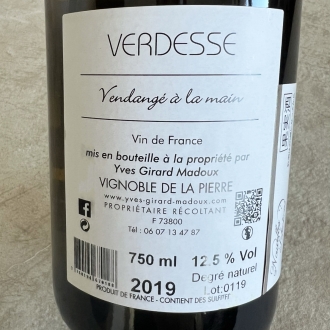 VERDESSE
Vendangé à la main
Vin de France
mis en bouteille à la propriété par
Yves Girard Madoux
VIGNOBLE DE LA PIERRE
www.yves-girard-madoux.com
PROPRIÉTAIRE RÉCOLTANT
F 73800
Tél : 06 07 13 47 87
750 ml 12.5 % Vol
Degré naturel
2019 Lot:0119
PRODUIT DE FRANCE - CONTIENT DES SULFITES